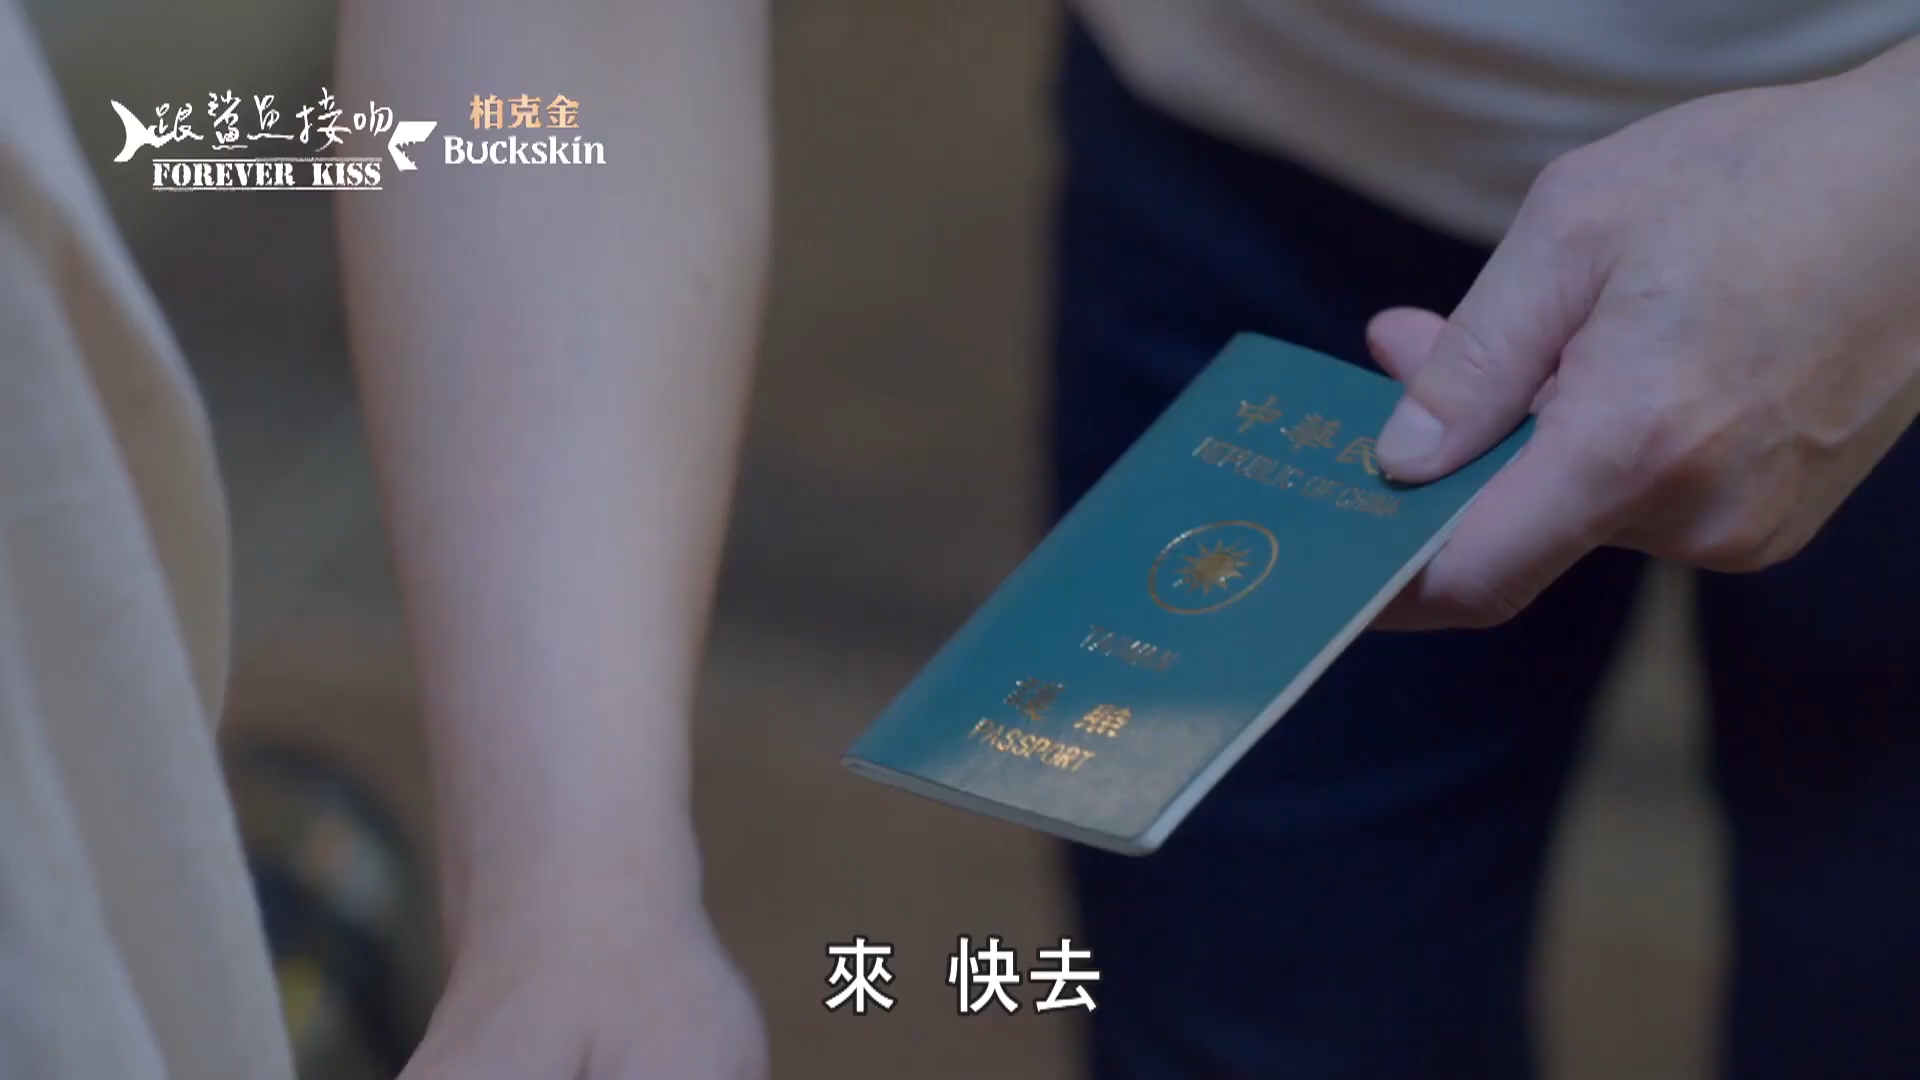 跟鯊魚接吻
FOREVER KISS
柏克金
Buckskin
中華民
REPUBLIC OF CHINA
TAIWAN
護照
PASSPORT
來 快去